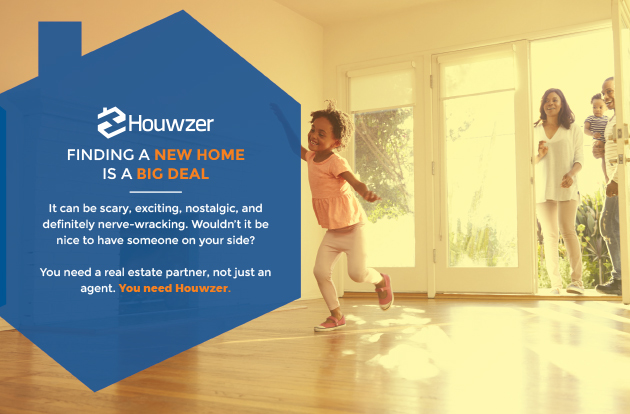 Houwzer
FINDING A NEW HOME
IS A BIG DEAL
It can be scary, exciting, nostalgic, and
definitely nerve-wracking. Wouldn't it be
nice to have someone on your side?
You need a real estate partner, not just an
agent. You need Houwzer.